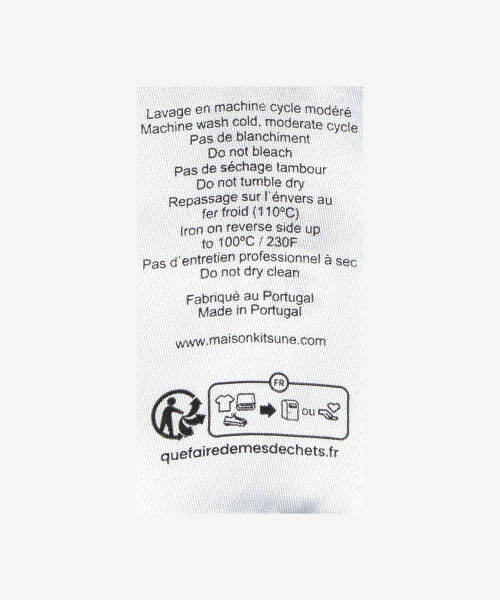 Lavage en machine cycle modéré
Machine wash cold, moderate cycle
Pas de blanchiment
Do not bleach
Pas de séchage tambour
Do not tumble dry
Repassage sur l'énvers au
fer froid (110ºC)
Iron on reverse side up
to 100ºC / 230F
Pas d'entretien professionnel à sec
Do not dry clean
Fabriqué au Portugal
Made in Portugal
www.maisonkitsune.com
FR
ou
quefairedemesdechets.fr